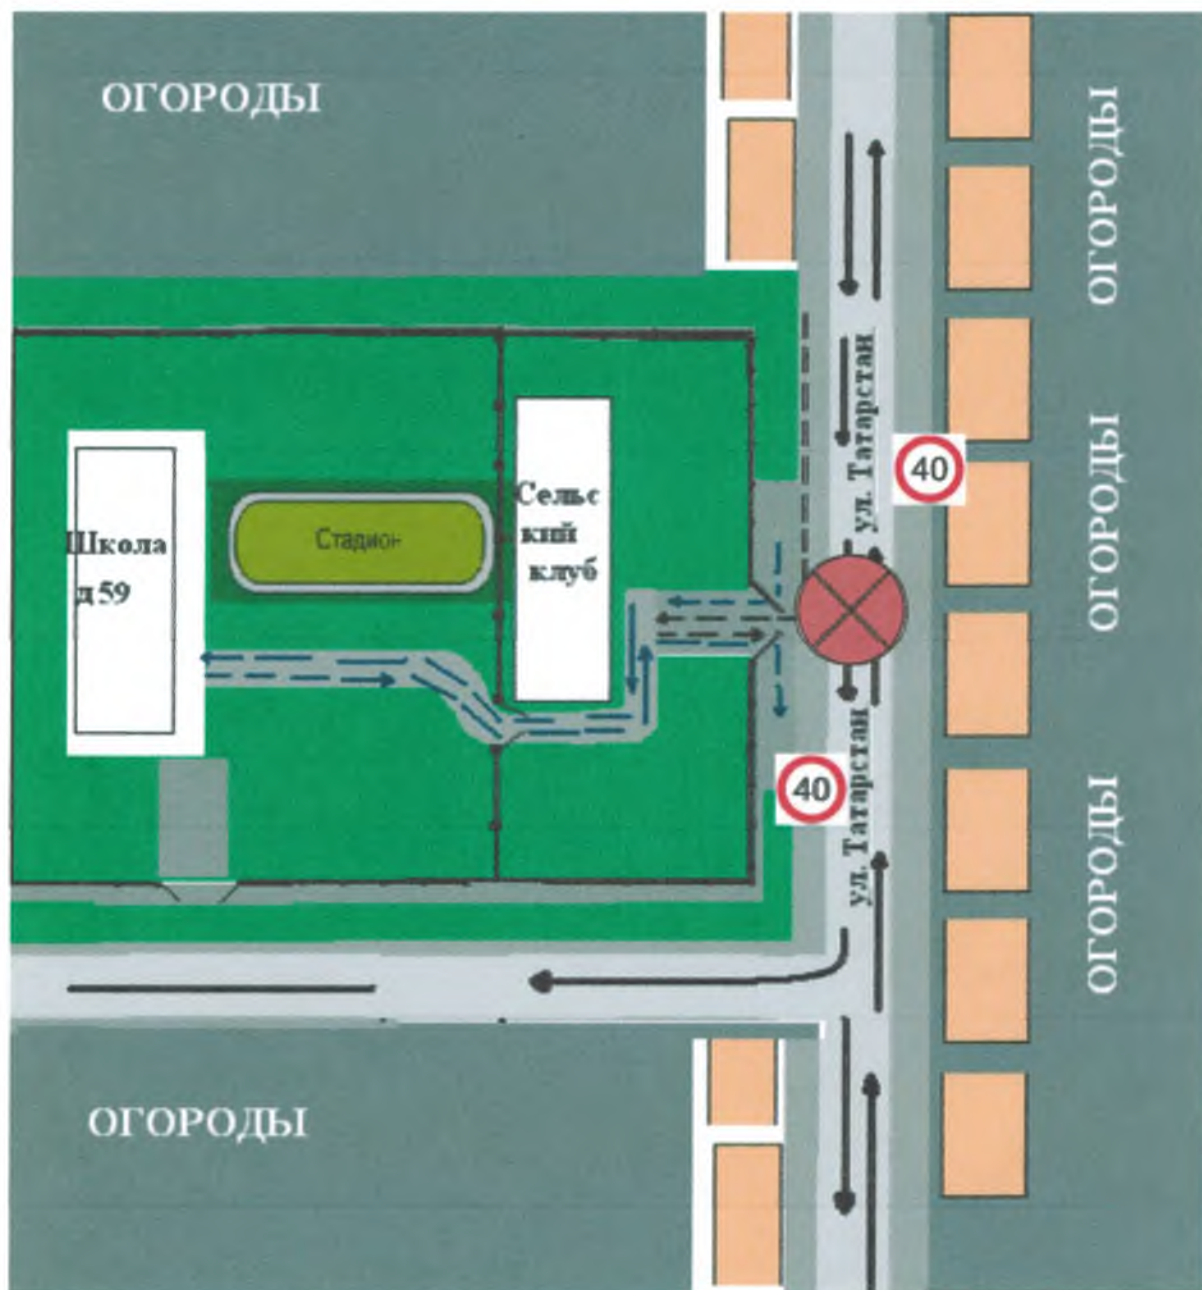 ОГОРОДЫ
ОГОРОДЫ
ул. Татарстан
40
ОГОРОДЫ
Сельс
кий
клуб
Стадион
Школа
д 59
40
ул. Татарстан
ОГОРОДЫ
ОГОРОДЫ